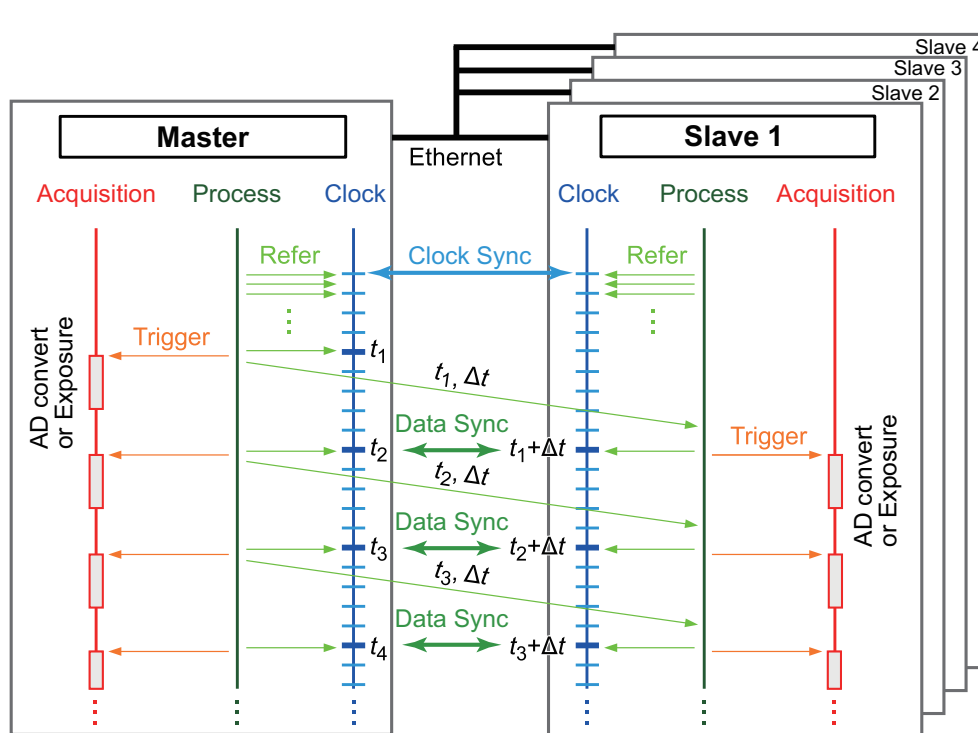 Slave 4
Slave 3
Slave 2
Master
Ethernet
Slave 1
Acquisition
Process
Clock
Clock
Process
Acquisition
Refer
Clock Sync
Refer
Trigger
t1
AD convert
or Exposure
t1, Δt
Data Sync
t2
t1+Δt
Trigger
AD convert
or Exposure
t2, Δt
Data Sync
t3
t2+Δt
t3, Δt
Data Sync
t4
t3+Δt